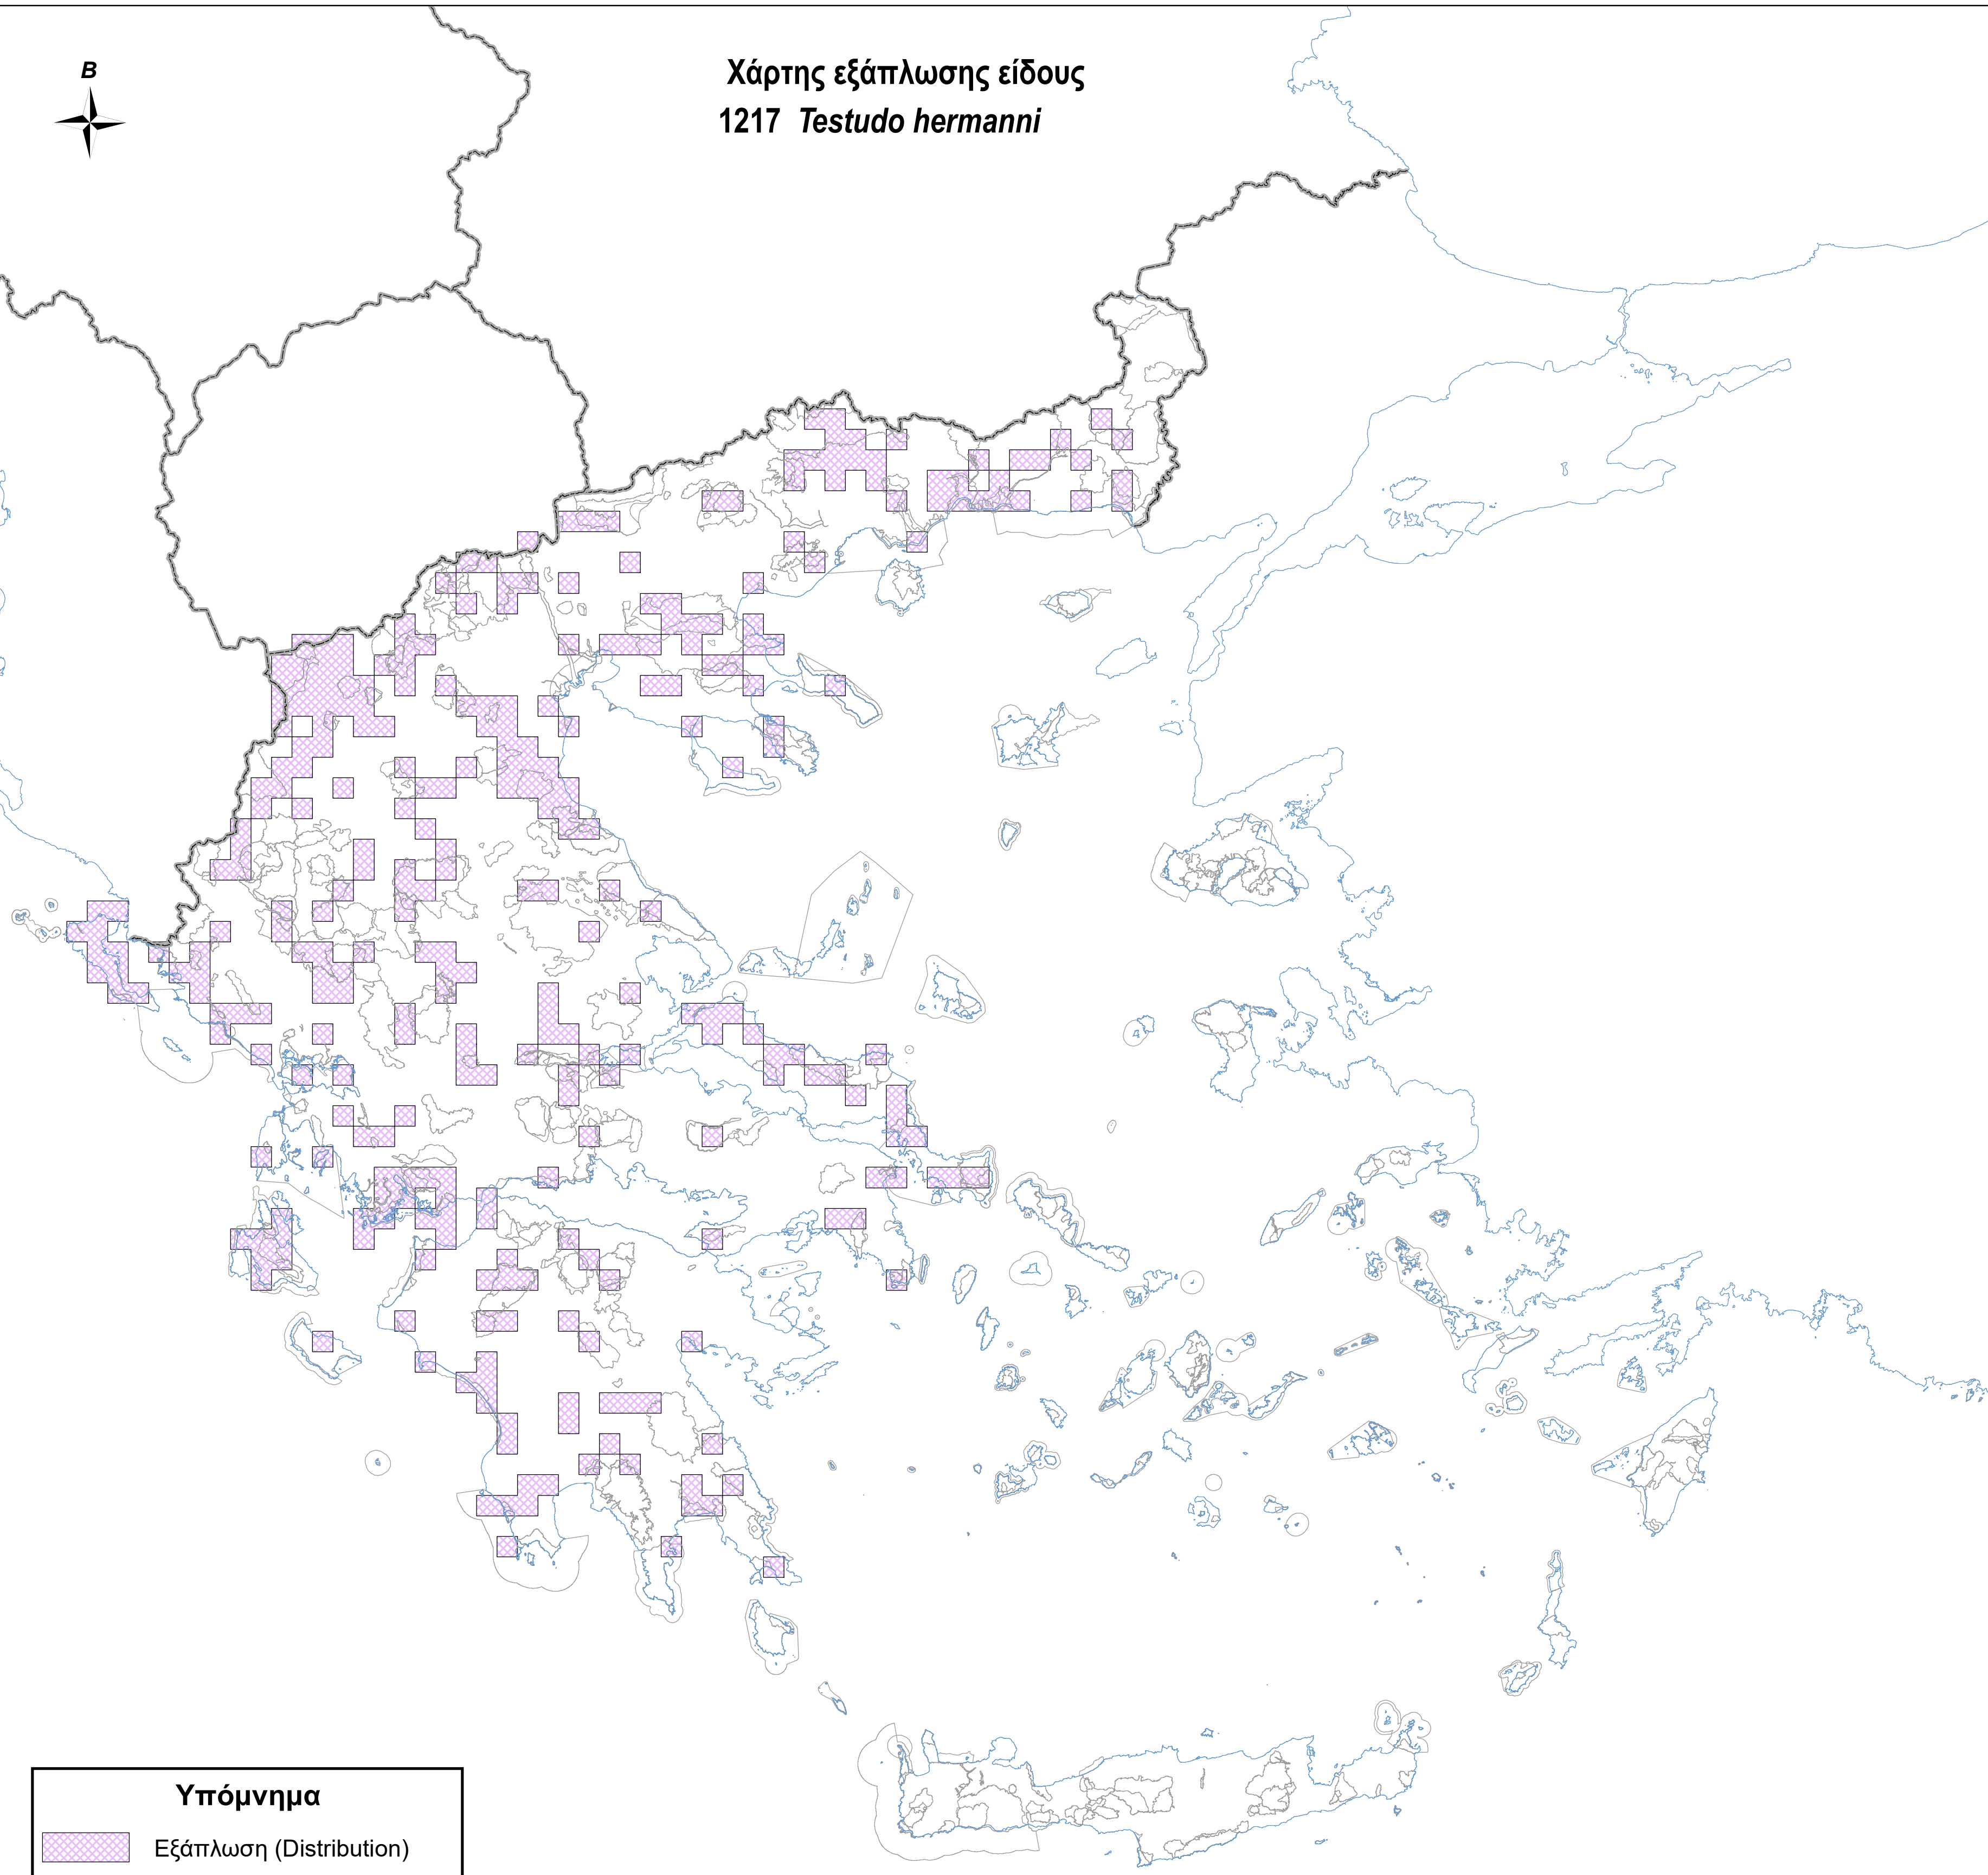 B
Χάρτης εξάπλωσης είδους
1217 Testudo hermanni
Υπόμνημα
Εξάπλωση (Distribution)